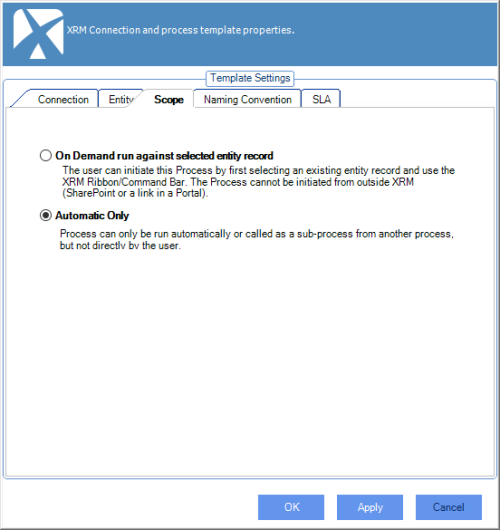 XRM Connection and process template properties.
Template Settings
Connection Entity Scope Naming Convention SLA
On Demand run against selected entity record
The user can initiate this Process by first selecting an existing entity record and use the
XRM Ribbon/Command Bar. The Process cannot be initiated from outside XRM
(SharePoint or a link in a Portal).
Automatic Only
Process can only be run automatically or called as a sub-process from another process,
but not directly by the user.
OK Apply Cancel